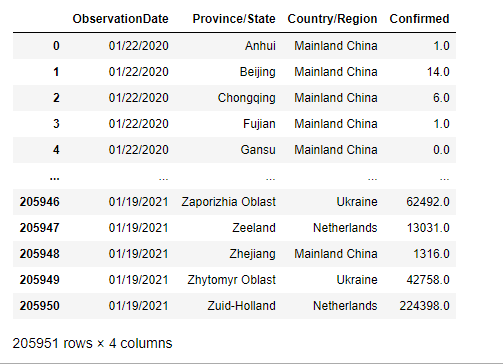 ObservationDate Province/State Country/Region Confirmed
0 01/22/2020 Anhui Mainland China 1.0
1 01/22/2020 Beijing Mainland China 14.0
2 01/22/2020 Chongqing Mainland China 6.0
3 01/22/2020 Fujian Mainland China 1.0
4 01/22/2020 Gansu Mainland China 0.0
... ... ... ... ...
205946 01/19/2021 Zaporizhia Oblast Ukraine 62492.0
205947 01/19/2021 Zeeland Netherlands 13031.0
205948 01/19/2021 Zhejiang Mainland China 1316.0
205949 01/19/2021 Zhytomyr Oblast Ukraine 42758.0
205950 01/19/2021 Zuid-Holland Netherlands 224398.0
205951 rows × 4 columns